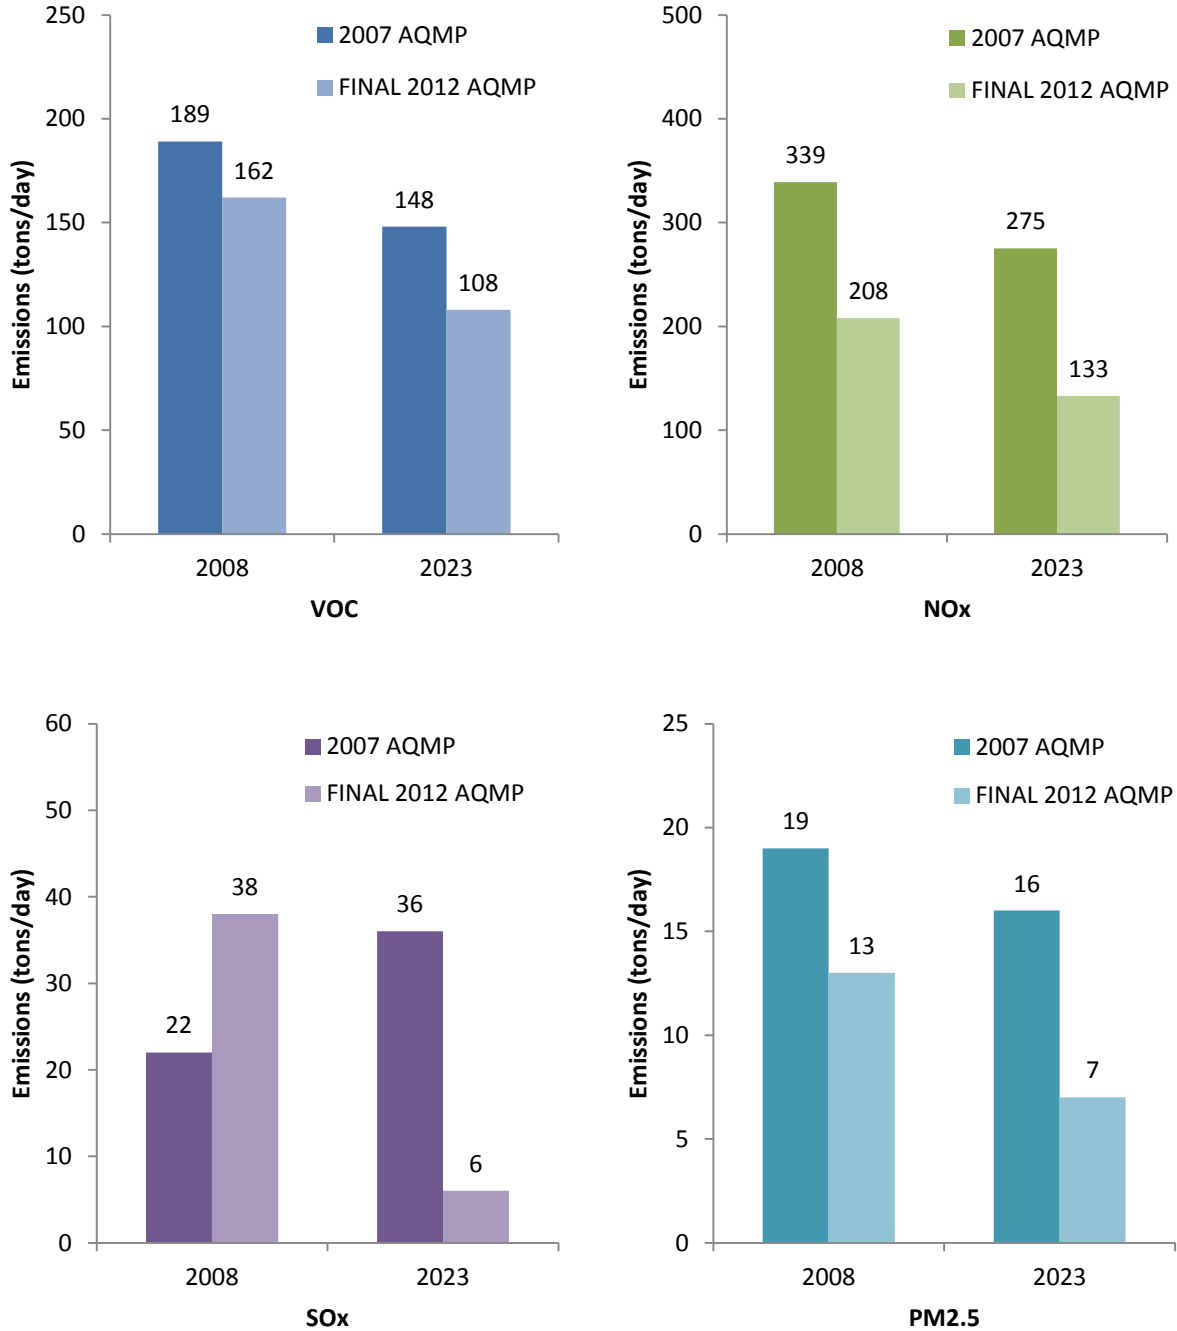 250
200
150
100
50
0
Emissions (tons/day)
2007 AQMP
FINAL 2012 AQMP
189
162
148
108
2008 2023
VOC
500
400
300
200
100
0
Emissions (tons/day)
2007 AQMP
FINAL 2012 AQMP
339
208
275
133
2008 2023
NOx
60
50
40
30
20
10
0
Emissions (tons/day)
2007 AQMP
FINAL 2012 AQMP
22
38
36
6
2008 2023
SOx
25
20
15
10
5
0
Emissions (tons/day)
2007 AQMP
FINAL 2012 AQMP
19
13
16
7
2008 2023
PM2.5